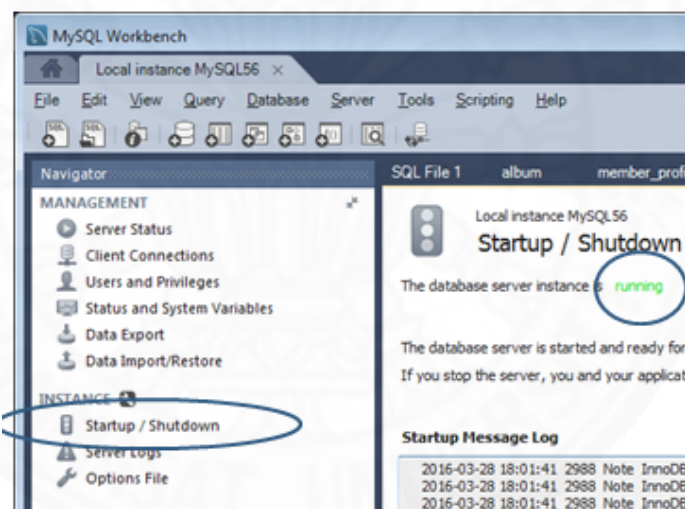 MySQL Workbench
Local instance MySQL56
File Edit View Query Database Server Tools Scripting Help
Navigator
MANAGEMENT
Server Status
Client Connections
Users and Privileges
Status and System Variables
Data Export
Data Import/Restore
INSTANCE
Startup / Shutdown
Server Logs
Options File
SQL File 1 album member_profi
Local instance MySQL56
Startup / Shutdown
The database server instance is running
The database server is started and ready for
If you stop the server, you and your applicat
Startup Message Log
2016-03-28 18:01:41 2988 Note InnoDB
2016-03-28 18:01:41 2988 Note InnoDB
2016-03-28 18:01:41 2988 Note InnoDB